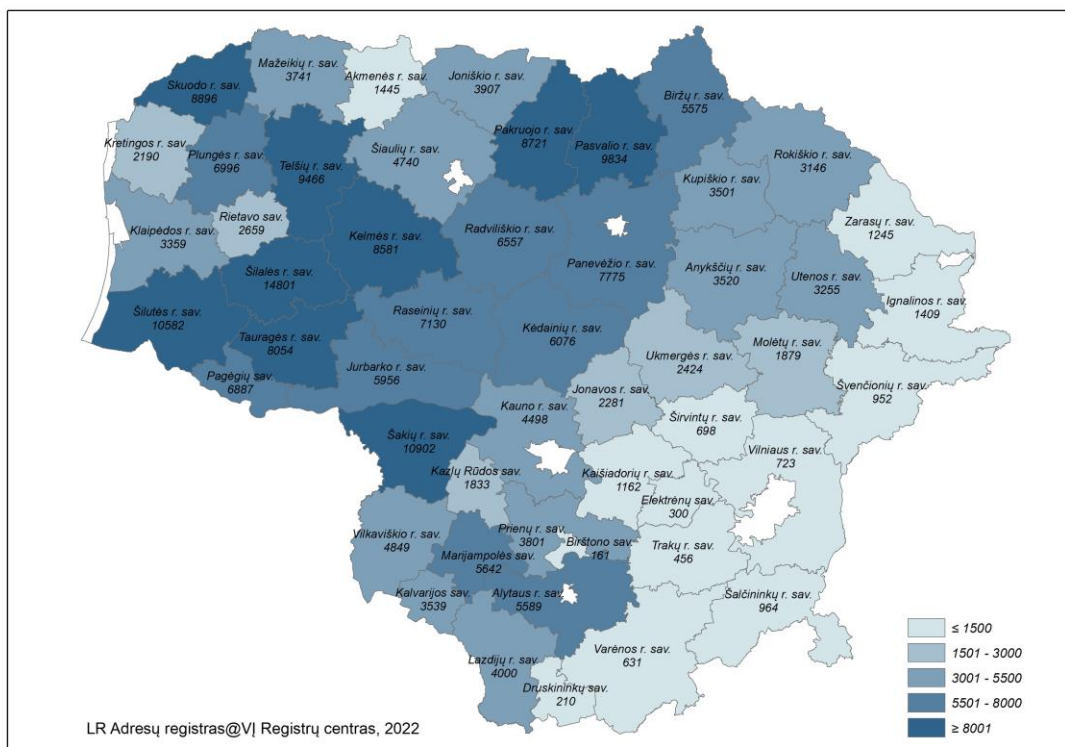 Mažeikių r. sav.
3741
Akmenės r. sav.
1445
Joniškio r. sav.
3907
Skuodo r. sav.
8896
Biržų r. sav.
5575
Pakruojo r. sav.
8721
Pasvalio r. sav.
9834
Kretingos r. sav.
2190
Plungės r. sav.
6996
Telšių r. sav.
9466
Šiaulių r. sav.
4740
Rokiškio r. sav.
3146
Kupiškio r. sav.
3501
Rietavo sav.
2659
Zarasų r. sav.
1245
Klaipėdos r. sav.
3359
Kelmės r. sav.
8581
Radviliškio r. sav.
6557
Panevėžio r. sav.
7775
Anykščių r. sav.
3520
Utenos r. sav.
3255
Šilalės r. sav.
14801
Ignalinos r. sav.
1409
Šilutės r. sav.
10582
Tauragės r. sav.
8054
Raseinių r. sav.
7130
Kėdainių r. sav.
6076
Ukmergės r. sav.
2424
Molėtų r. sav.
1879
Pagėgių sav.
6887
Jurbarko r. sav.
5956
Jonavos r. sav.
2281
Švenčionių r. sav.
952
Kauno r. sav.
4498
Širvintų r. sav.
698
Šakių r. sav.
10902
Vilniaus r. sav.
723
Kazlų Rūdos sav.
1833
Kaišiadorių r. sav.
1162
Elektrėnų sav.
300
Vilkaviškio r. sav.
4849
Prienų r. sav.
3801
Birštono sav.
161
Marijampolės sav.
5642
Trakų r. sav.
456
Kalvarijos sav.
3539
Alytaus r. sav.
5589
Šalčininkų r. sav.
964
Lazdijų r. sav.
4000
Varėnos r. sav.
631
Druskininkų sav.
210
≤ 1500
1501 - 3000
3001 - 5500
5501 - 8000
≥ 8001
LR Adresų registras@VĮ Registrų centras, 2022